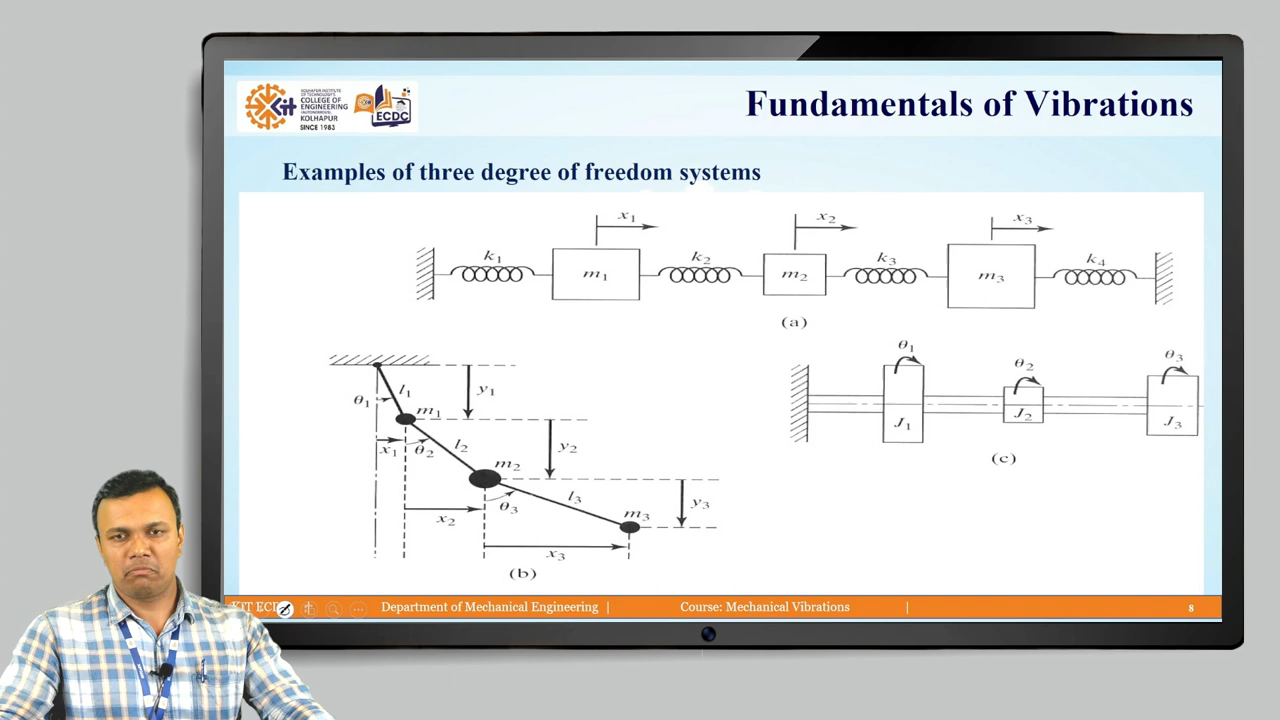 KOLHAPUR INSTITUTE
OF TECHNOLOGY'S
COLLEGE OF
ENGINEERING
(AUTONOMOUS)
KOLHAPUR
SINCE 1983
Kit
ECDC
Fundamentals of Vibrations
Examples of three degree of freedom systems
x₁ x₂ x₃
k₁ k₂ k₃ k₄
m₁ m₂ m₃
(a)
θ₁ l₁ y₁
m₁
x₁ θ₂ l₂ y₂
m₂
x₂ θ₃ l₃ y₃
m₃
x₃
(b)
θ₁ θ₂ θ₃
J₁ J₂ J₃
(c)
Department of Mechanical Engineering | Course: Mechanical Vibrations | 8